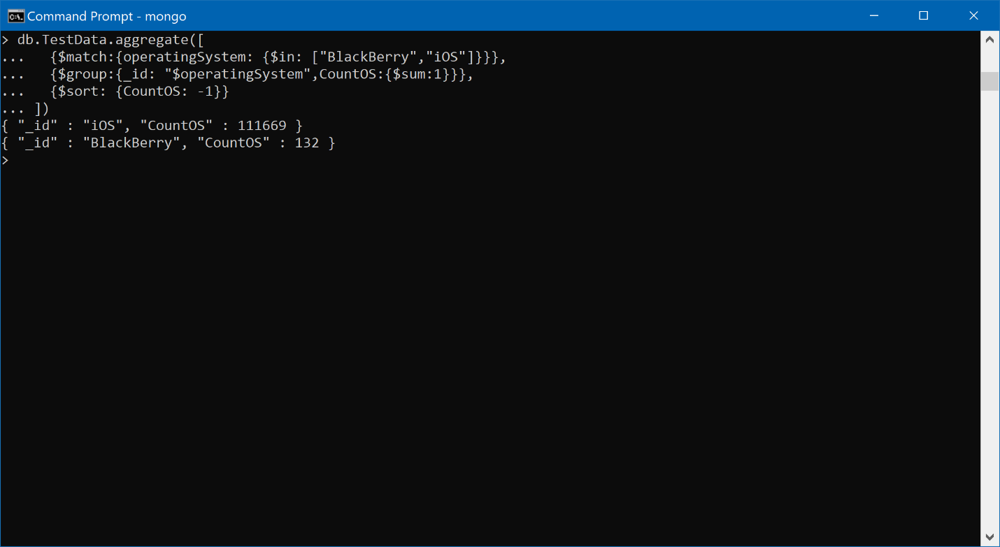 Command Prompt - mongo
> db.TestData.aggregate([
...   {$match:{operatingSystem: {$in: ["BlackBerry","iOS"]}}},
...   {$group:{_id: "$operatingSystem",CountOS:{$sum:1}}},
...   {$sort: {CountOS: -1}}
... ])
{ "_id" : "iOS", "CountOS" : 111669 }
{ "_id" : "BlackBerry", "CountOS" : 132 }
>